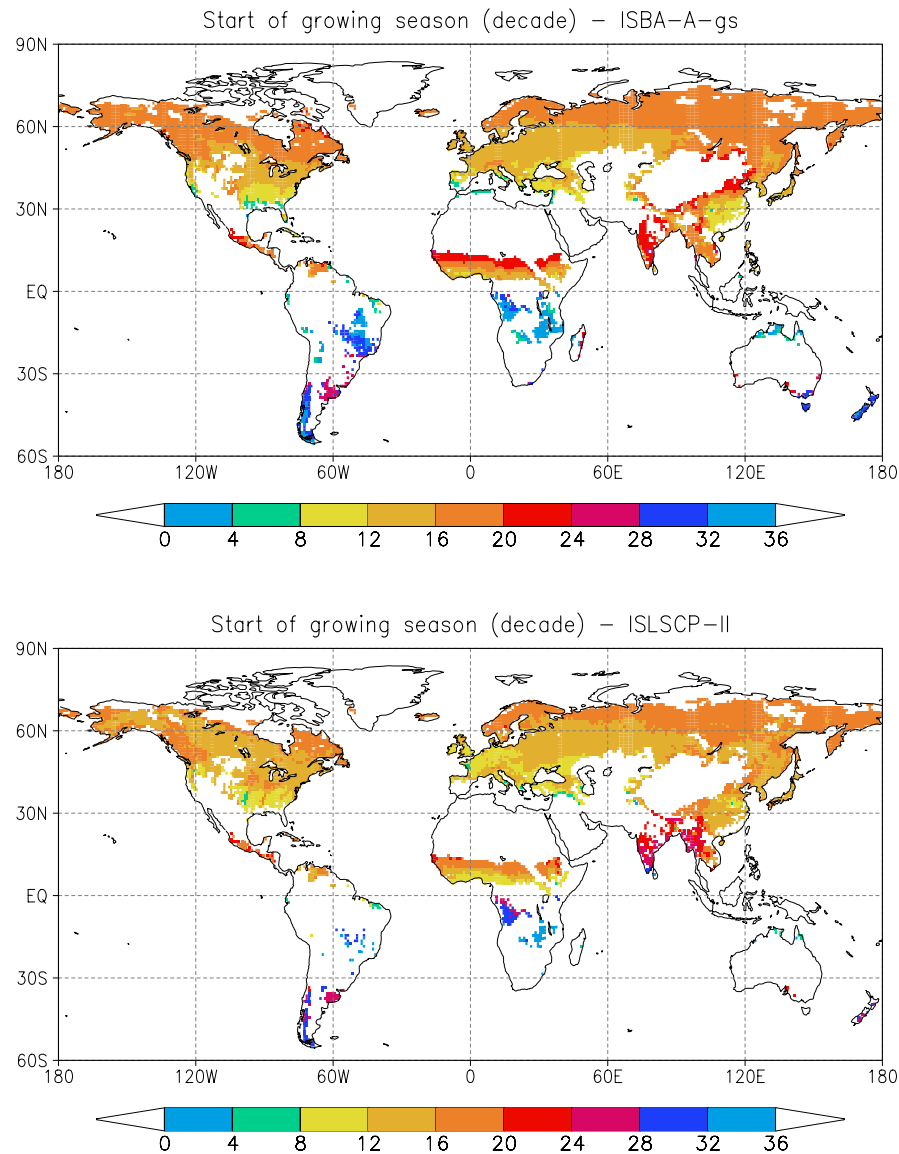 Start of growing season (decade) – ISBA–A–gs
90N
60N
30N
EQ
30S
60S
180 120W 60W 0 60E 120E 180
0 4 8 12 16 20 24 28 32 36
Start of growing season (decade) – ISLSCP–II
90N
60N
30N
EQ
30S
60S
180 120W 60W 0 60E 120E 180
0 4 8 12 16 20 24 28 32 36